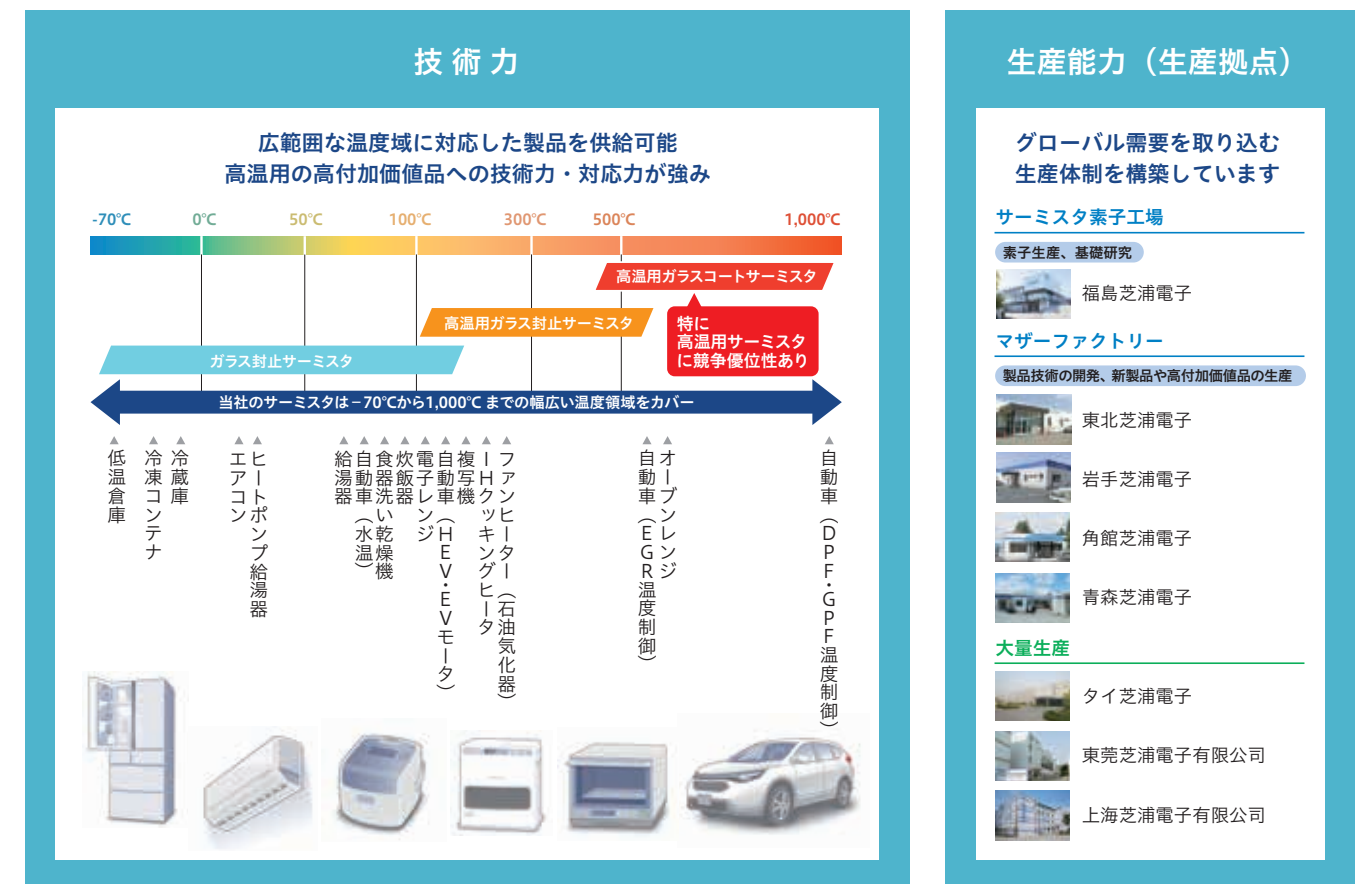 技術力
広範囲な温度域に対応した製品を供給可能
高温用の高付加価値品への技術力・対応力が強み
-70℃ 0℃ 50℃ 100℃ 300℃ 500℃ 1,000℃
高温用ガラスコートサーミスタ
高温用ガラス封止サーミスタ
特に
高温用サーミスタ
に競争優位性あり
ガラス封止サーミスタ
当社のサーミスタは−70℃から1,000℃までの幅広い温度領域をカバー
低温倉庫
冷凍コンテナ
冷蔵庫
エアコン
ヒートポンプ給湯器
給湯器
自動車（水温）
食器洗い乾燥機
炊飯器
電子レンジ
自動車（HEV・EVモータ）
複写機
IHクッキングヒータ
ファンヒーター（石油気化器）
自動車（EGR温度制御）
オーブンレンジ
自動車（DPF・GPF温度制御）
生産能力（生産拠点）
グローバル需要を取り込む
生産体制を構築しています
サーミスタ素子工場
素子生産、基礎研究
福島芝浦電子
マザーファクトリー
製品技術の開発、新製品や高付加価値品の生産
東北芝浦電子
岩手芝浦電子
角館芝浦電子
青森芝浦電子
大量生産
タイ芝浦電子
東莞芝浦電子有限公司
上海芝浦電子有限公司